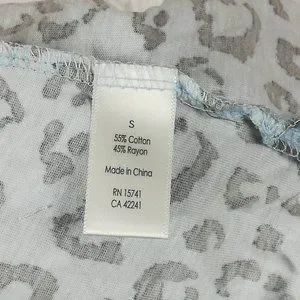 S
55% Cotton
45% Rayon
Made in China
RN 15741
CA 42241